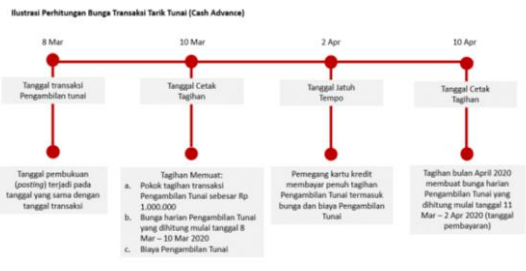 Ilustrasi Perhitungan Bunga Transaksi Tarik Tunai (Cash Advance)
8 Mar
10 Mar
2 Apr
10 Apr
Tanggal transaksi
Pengambilan tunai
Tanggal Cetak
Tagihan
Tanggal Jatuh
Tempo
Tanggal Cetak
Tagihan
Tanggal pembukuan
(posting) terjadi pada
tanggal yang sama dengan
tanggal transaksi
Tagihan Memuat:
a. Pokok tagihan transaksi
Pengambilan Tunai sebesar Rp
1.000.000
b. Bunga harian Pengambilan Tunai
yang dihitung mulai tanggal 8
Mar – 10 Mar 2020
c. Biaya Pengambilan Tunai
Pemegang kartu kredit
membayar penuh tagihan
Pengambilan Tunai termasuk
bunga dan biaya Pengambilan
Tunai
Tagihan bulan April 2020
membuat bunga harian
Pengambilan Tunai yang
dihitung mulai tanggal 11
Mar – 2 Apr 2020 (tanggal
pembayaran)